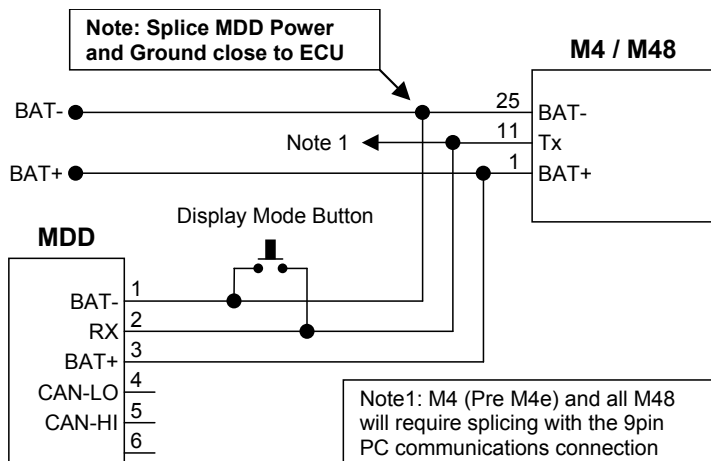 Note: Splice MDD Power
and Ground close to ECU
M4 / M48
BAT-
25
BAT-
Note 1
11
Tx
BAT+
1
BAT+
Display Mode Button
MDD
BAT-
1
RX
2
BAT+
3
CAN-LO
4
CAN-HI
5
6
Note1: M4 (Pre M4e) and all M48
will require splicing with the 9pin
PC communications connection